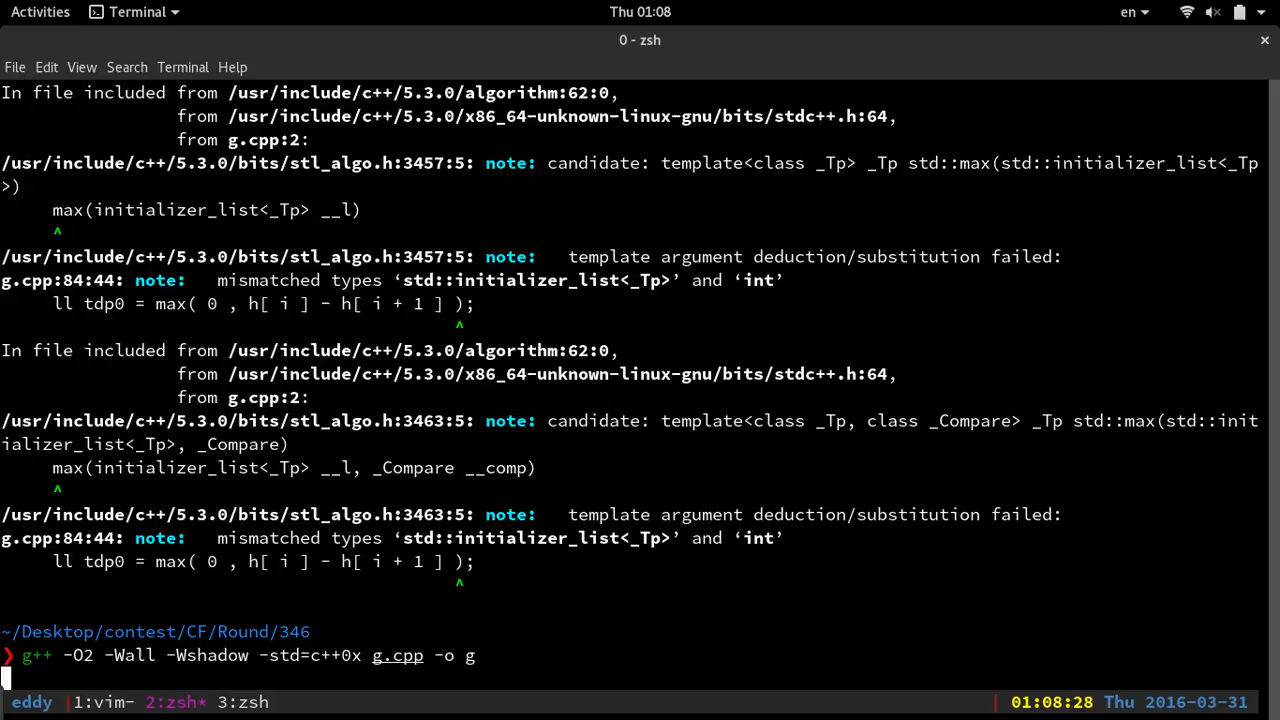 Activities Terminal Thu 01:08 en
0 - zsh ×
File Edit View Search Terminal Help
In file included from /usr/include/c++/5.3.0/algorithm:62:0,
                 from /usr/include/c++/5.3.0/x86_64-unknown-linux-gnu/bits/stdc++.h:64,
                 from g.cpp:2:
/usr/include/c++/5.3.0/bits/stl_algo.h:3457:5: note: candidate: template<class _Tp> _Tp std::max(std::initializer_list<_Tp
>)
     max(initializer_list<_Tp> __l)
     ^
/usr/include/c++/5.3.0/bits/stl_algo.h:3457:5: note:   template argument deduction/substitution failed:
g.cpp:84:44: note:   mismatched types ‘std::initializer_list<_Tp>’ and ‘int’
     ll tdp0 = max( 0 , h[ i ] - h[ i + 1 ] );
                                            ^
In file included from /usr/include/c++/5.3.0/algorithm:62:0,
                 from /usr/include/c++/5.3.0/x86_64-unknown-linux-gnu/bits/stdc++.h:64,
                 from g.cpp:2:
/usr/include/c++/5.3.0/bits/stl_algo.h:3463:5: note: candidate: template<class _Tp, class _Compare> _Tp std::max(std::init
ializer_list<_Tp>, _Compare)
     max(initializer_list<_Tp> __l, _Compare __comp)
     ^
/usr/include/c++/5.3.0/bits/stl_algo.h:3463:5: note:   template argument deduction/substitution failed:
g.cpp:84:44: note:   mismatched types ‘std::initializer_list<_Tp>’ and ‘int’
     ll tdp0 = max( 0 , h[ i ] - h[ i + 1 ] );
                                            ^
~/Desktop/contest/CF/Round/346
❯ g++ -O2 -Wall -Wshadow -std=c++0x g.cpp -o g
eddy |1:vim- 2:zsh* 3:zsh | 01:08:28 Thu 2016-03-31